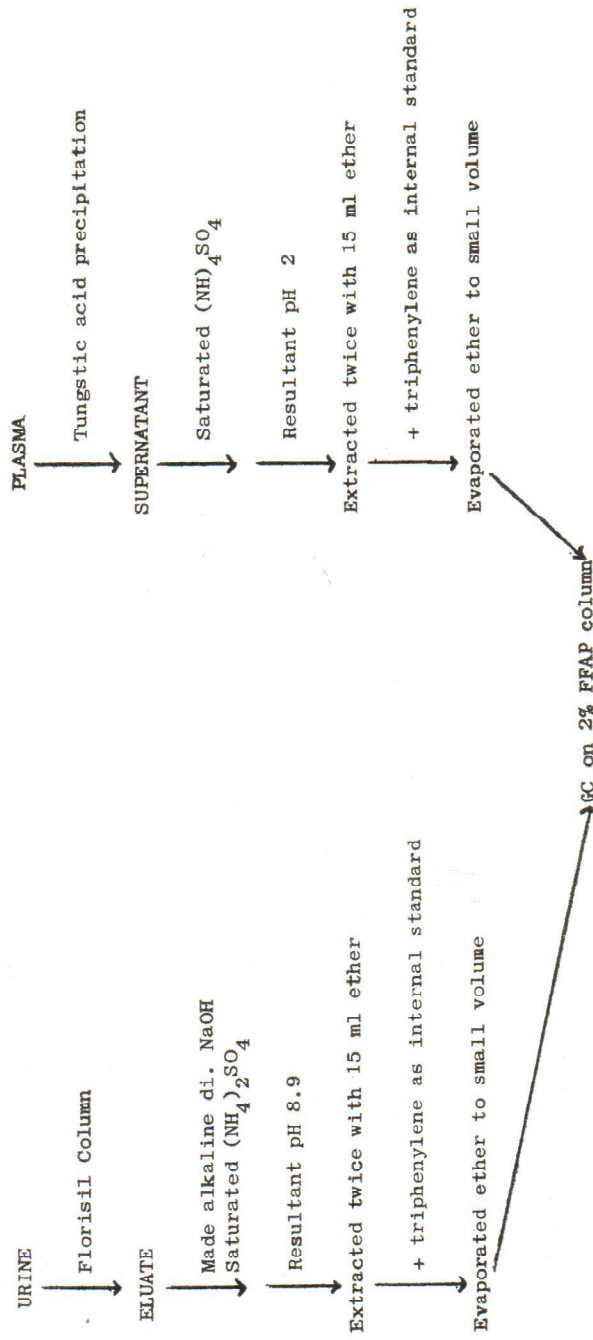 URINE
Florisil Column
ELUATE
Made alkaline di. NaOH
Saturated (NH₄)₂SO₄
Resultant pH 8.9
Extracted twice with 15 ml ether
+ triphenylene as internal standard
Evaporated ether to small volume
PLASMA
Tungstic acid precipitation
SUPERNATANT
Saturated (NH)₄SO₄
Resultant pH 2
Extracted twice with 15 ml ether
+ triphenylene as internal standard
Evaporated ether to small volume
GC on 2% FFAP column